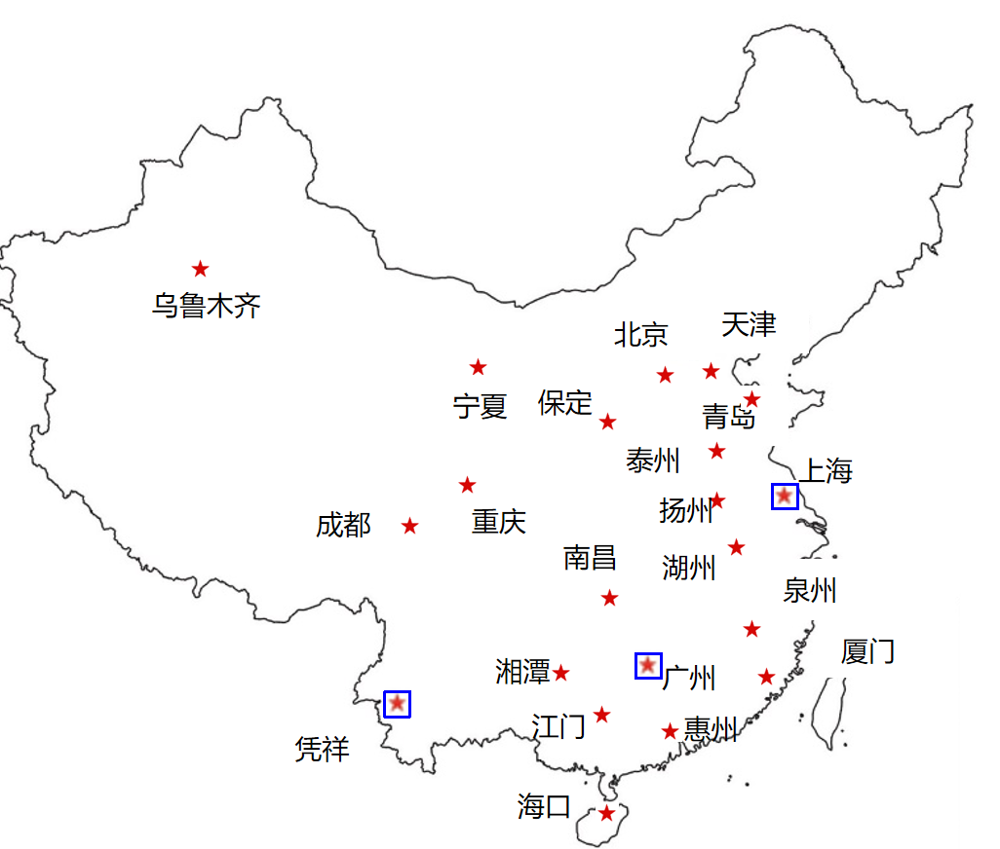 乌鲁木齐
北京
天津
宁夏
保定
青岛
泰州
上海
成都
重庆
扬州
南昌
湖州
泉州
厦门
湘潭
广州
江门
惠州
凭祥
海口